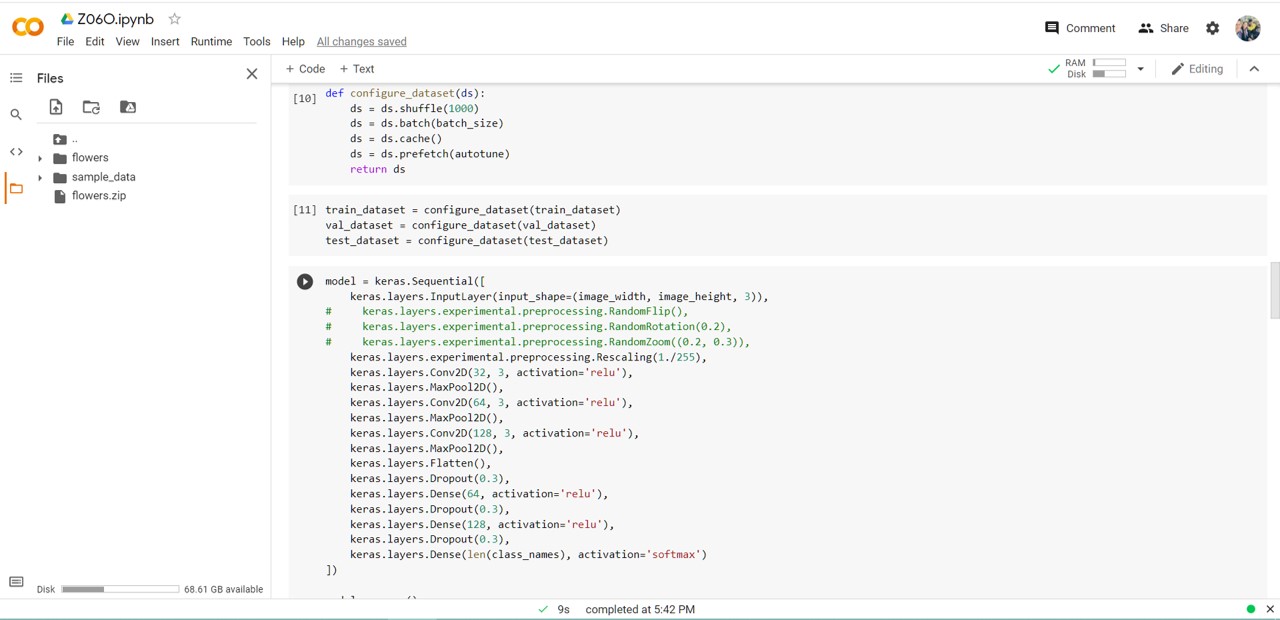 Z06O.ipynb
File Edit View Insert Runtime Tools Help All changes saved
Comment Share
Files
+ Code + Text
RAM
Disk
Editing
..
flowers
sample_data
flowers.zip
[10] def configure_dataset(ds):
ds = ds.shuffle(1000)
ds = ds.batch(batch_size)
ds = ds.cache()
ds = ds.prefetch(autotune)
return ds
[11] train_dataset = configure_dataset(train_dataset)
val_dataset = configure_dataset(val_dataset)
test_dataset = configure_dataset(test_dataset)
model = keras.Sequential([
keras.layers.InputLayer(input_shape=(image_width, image_height, 3)),
# keras.layers.experimental.preprocessing.RandomFlip(),
# keras.layers.experimental.preprocessing.RandomRotation(0.2),
# keras.layers.experimental.preprocessing.RandomZoom((0.2, 0.3)),
keras.layers.experimental.preprocessing.Rescaling(1./255),
keras.layers.Conv2D(32, 3, activation='relu'),
keras.layers.MaxPool2D(),
keras.layers.Conv2D(64, 3, activation='relu'),
keras.layers.MaxPool2D(),
keras.layers.Conv2D(128, 3, activation='relu'),
keras.layers.MaxPool2D(),
keras.layers.Flatten(),
keras.layers.Dropout(0.3),
keras.layers.Dense(64, activation='relu'),
keras.layers.Dropout(0.3),
keras.layers.Dense(128, activation='relu'),
keras.layers.Dropout(0.3),
keras.layers.Dense(len(class_names), activation='softmax')
])
Disk 68.61 GB available
9s completed at 5:42 PM